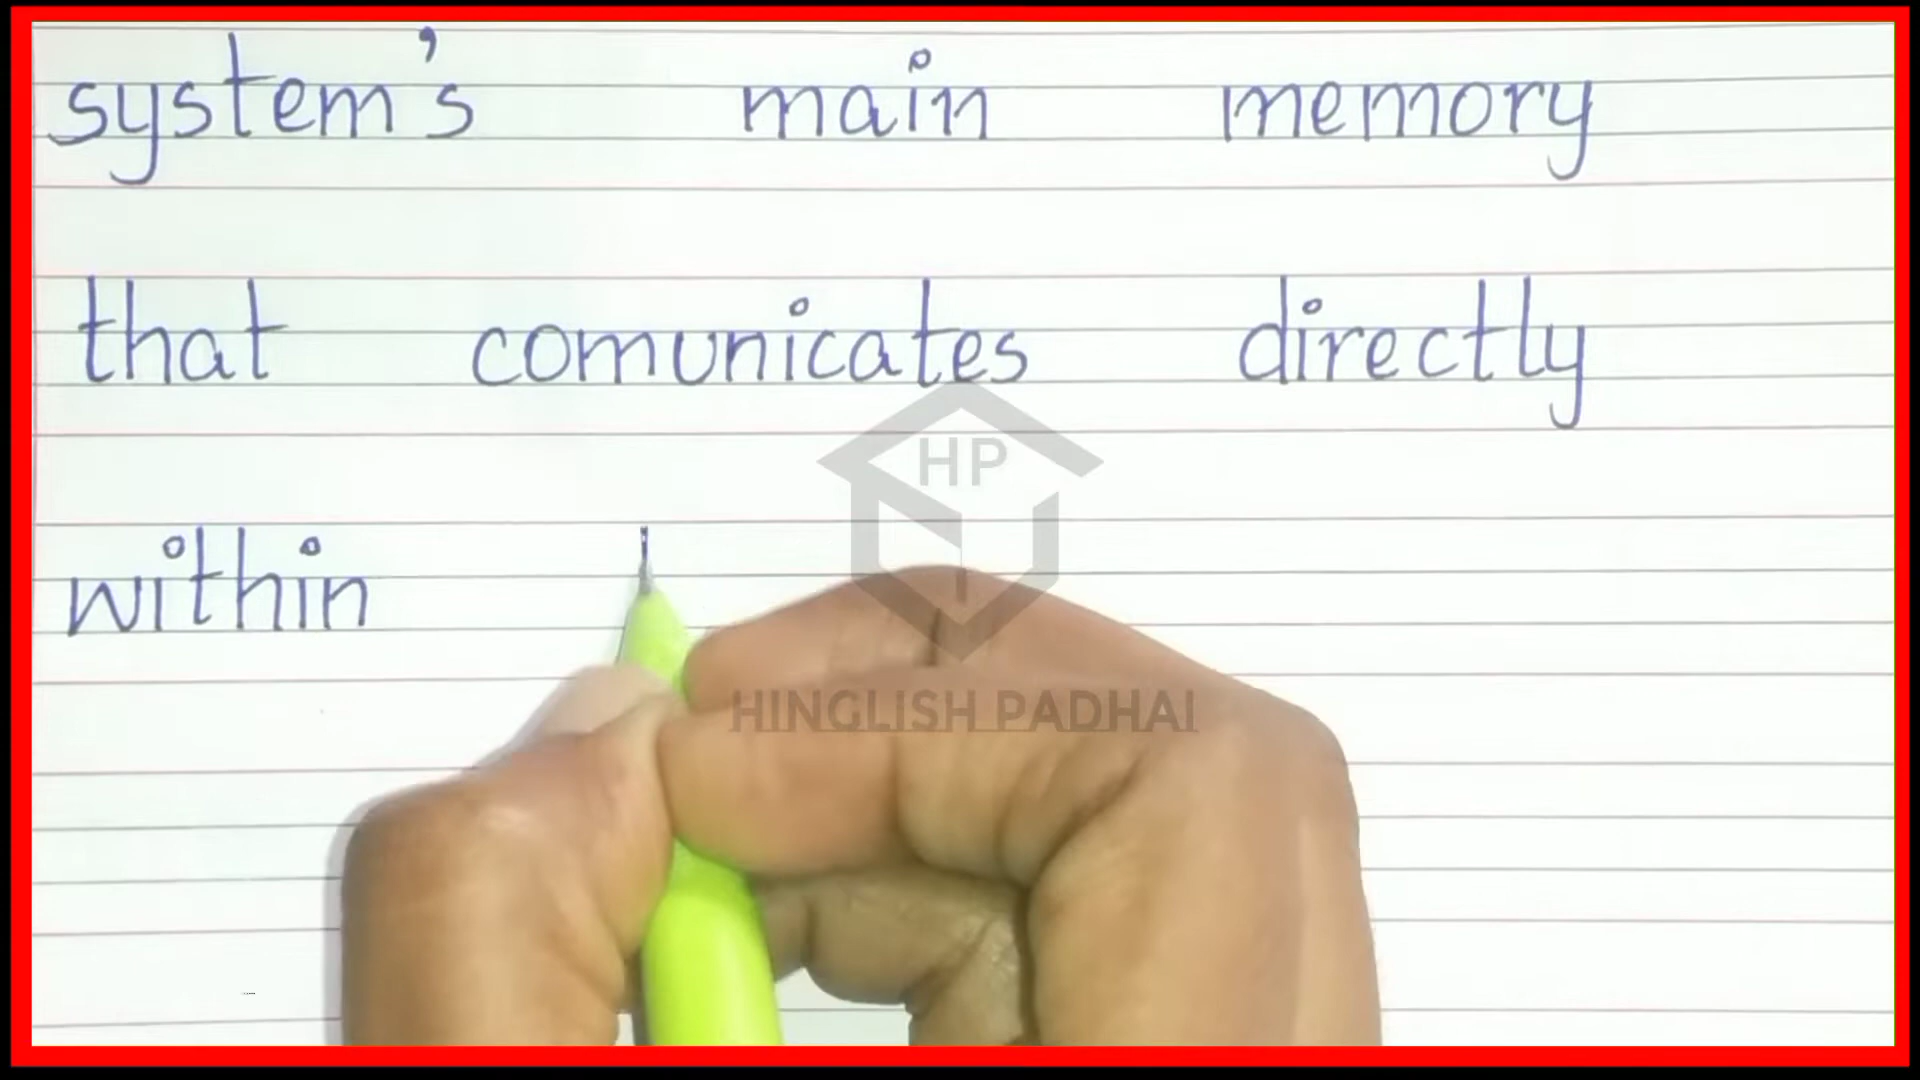 system's main memory
that comunicates directly
HP
within
HINGLISH PADHAI